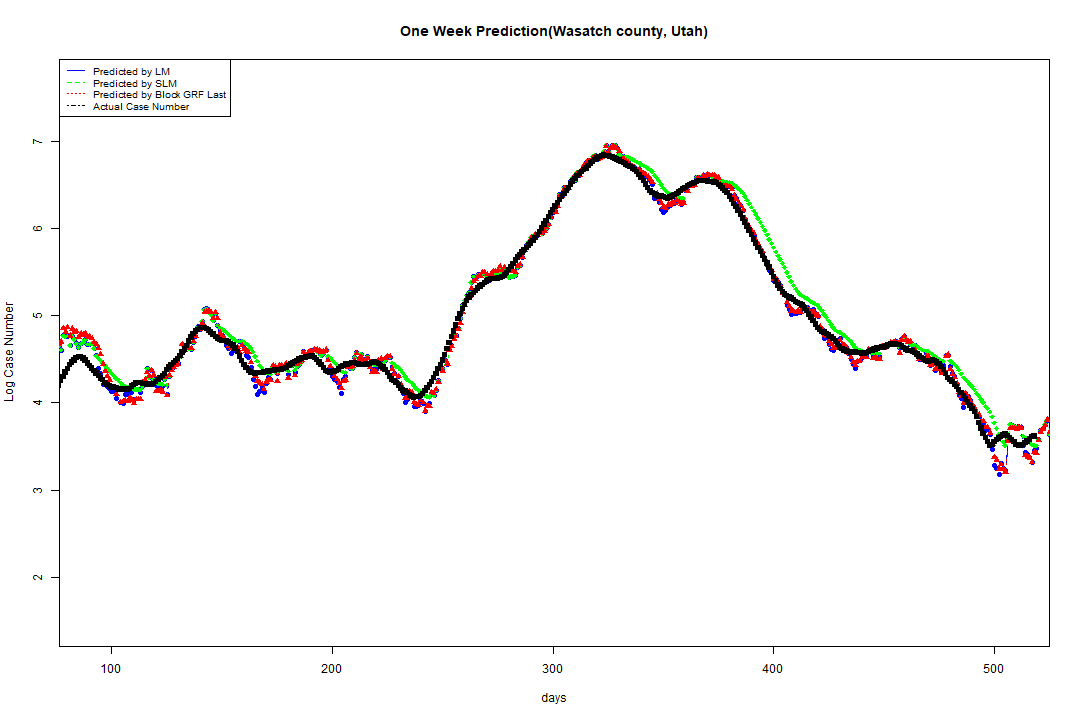 One Week Prediction(Wasatch county, Utah)
Predicted by LM
Predicted by SLM
Predicted by Block GRF Last
Actual Case Number
7
6
5
4
3
2
Log Case Number
100 200 300 400 500
days